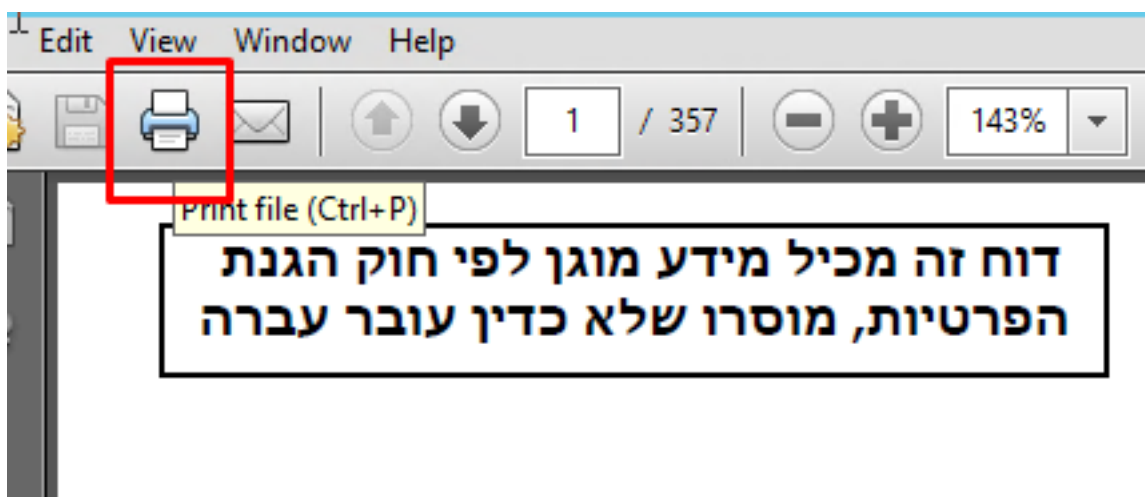 Edit View Window Help
1 / 357 143%
Print file (Ctrl+P)
דוח זה מכיל מידע מוגן לפי חוק הגנת
הפרטיות, מוסרו שלא כדין עובר עברה